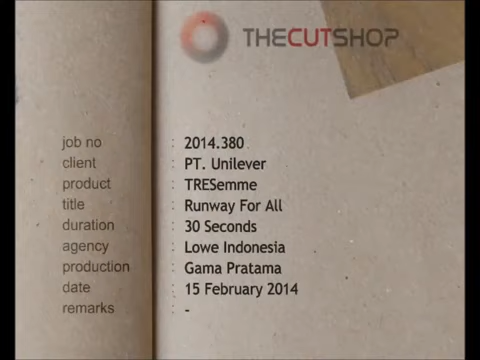 THECUTSHOP
job no : 2014.380
client : PT. Unilever
product : TRESemme
title : Runway For All
duration : 30 Seconds
agency : Lowe Indonesia
production : Gama Pratama
date : 15 February 2014
remarks : -